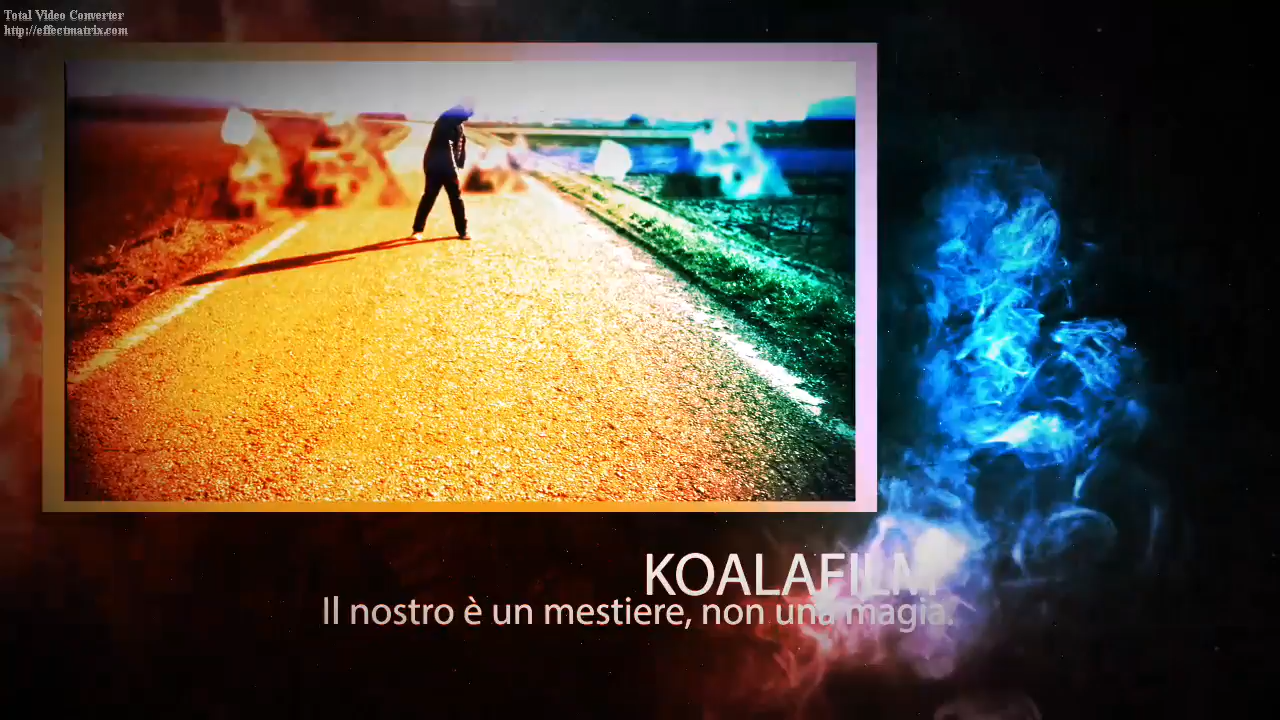 Total Video Converter
http://effectmatrix.com
KOALAFILM
Il nostro è un mestiere, non una magia.